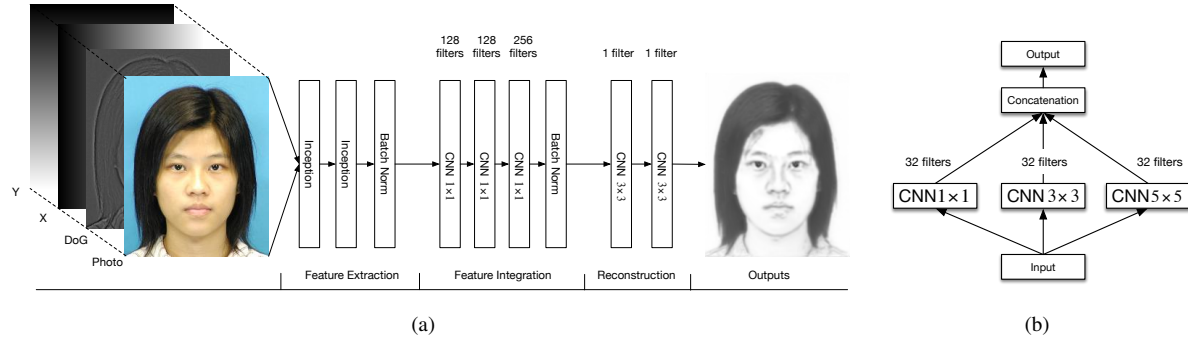 128 filters
128 filters
256 filters
1 filter
1 filter
Inception
Inception
Batch Norm
CNN 1×1
CNN 1×1
CNN 1×1
Batch Norm
CNN 3×3
CNN 3×3
Y
X
DoG
Photo
Feature Extraction
Feature Integration
Reconstruction
Outputs
(a)
Output
Concatenation
32 filters
32 filters
32 filters
CNN1×1
CNN3×3
CNN5×5
Input
(b)